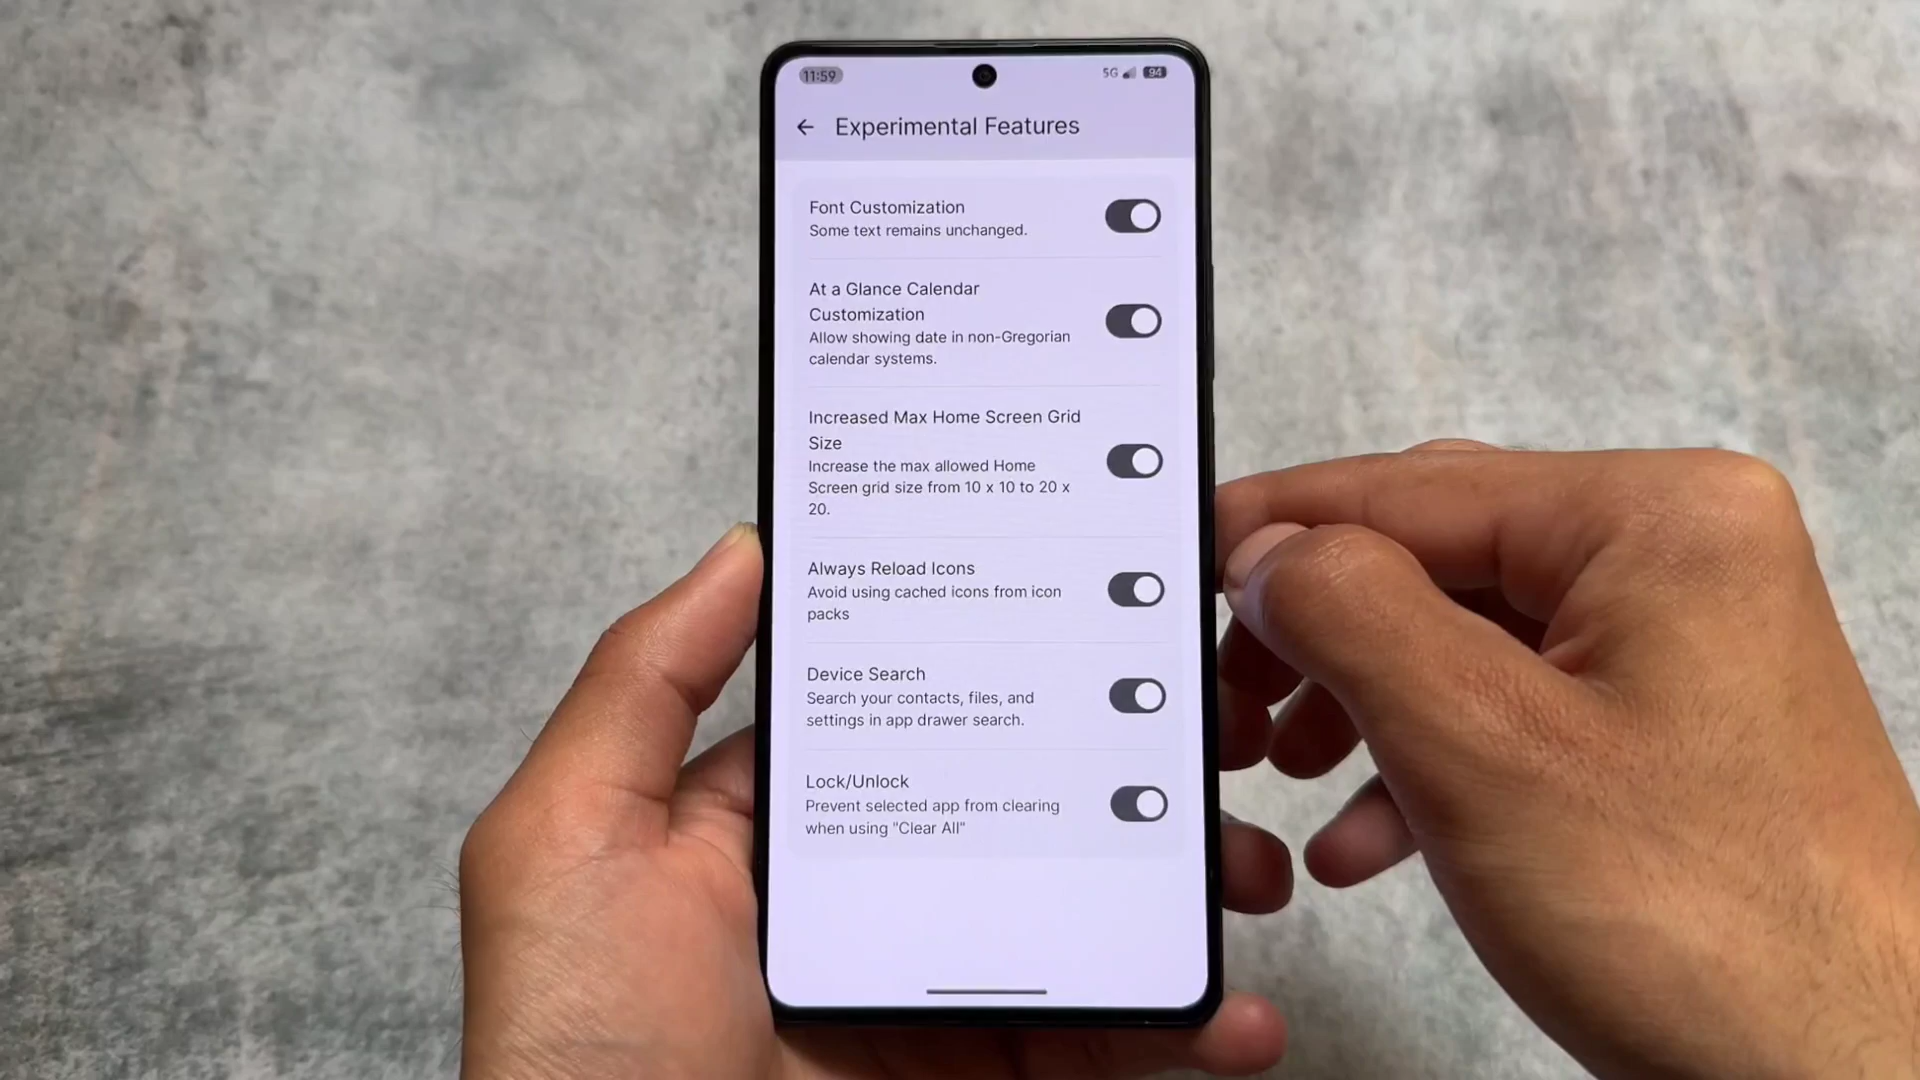 11:59
5G 94
Experimental Features
Font Customization
Some text remains unchanged.
At a Glance Calendar
Customization
Allow showing date in non-Gregorian
calendar systems.
Increased Max Home Screen Grid
Size
Increase the max allowed Home
Screen grid size from 10 x 10 to 20 x
20.
Always Reload Icons
Avoid using cached icons from icon
packs
Device Search
Search your contacts, files, and
settings in app drawer search.
Lock/Unlock
Prevent selected app from clearing
when using "Clear All"